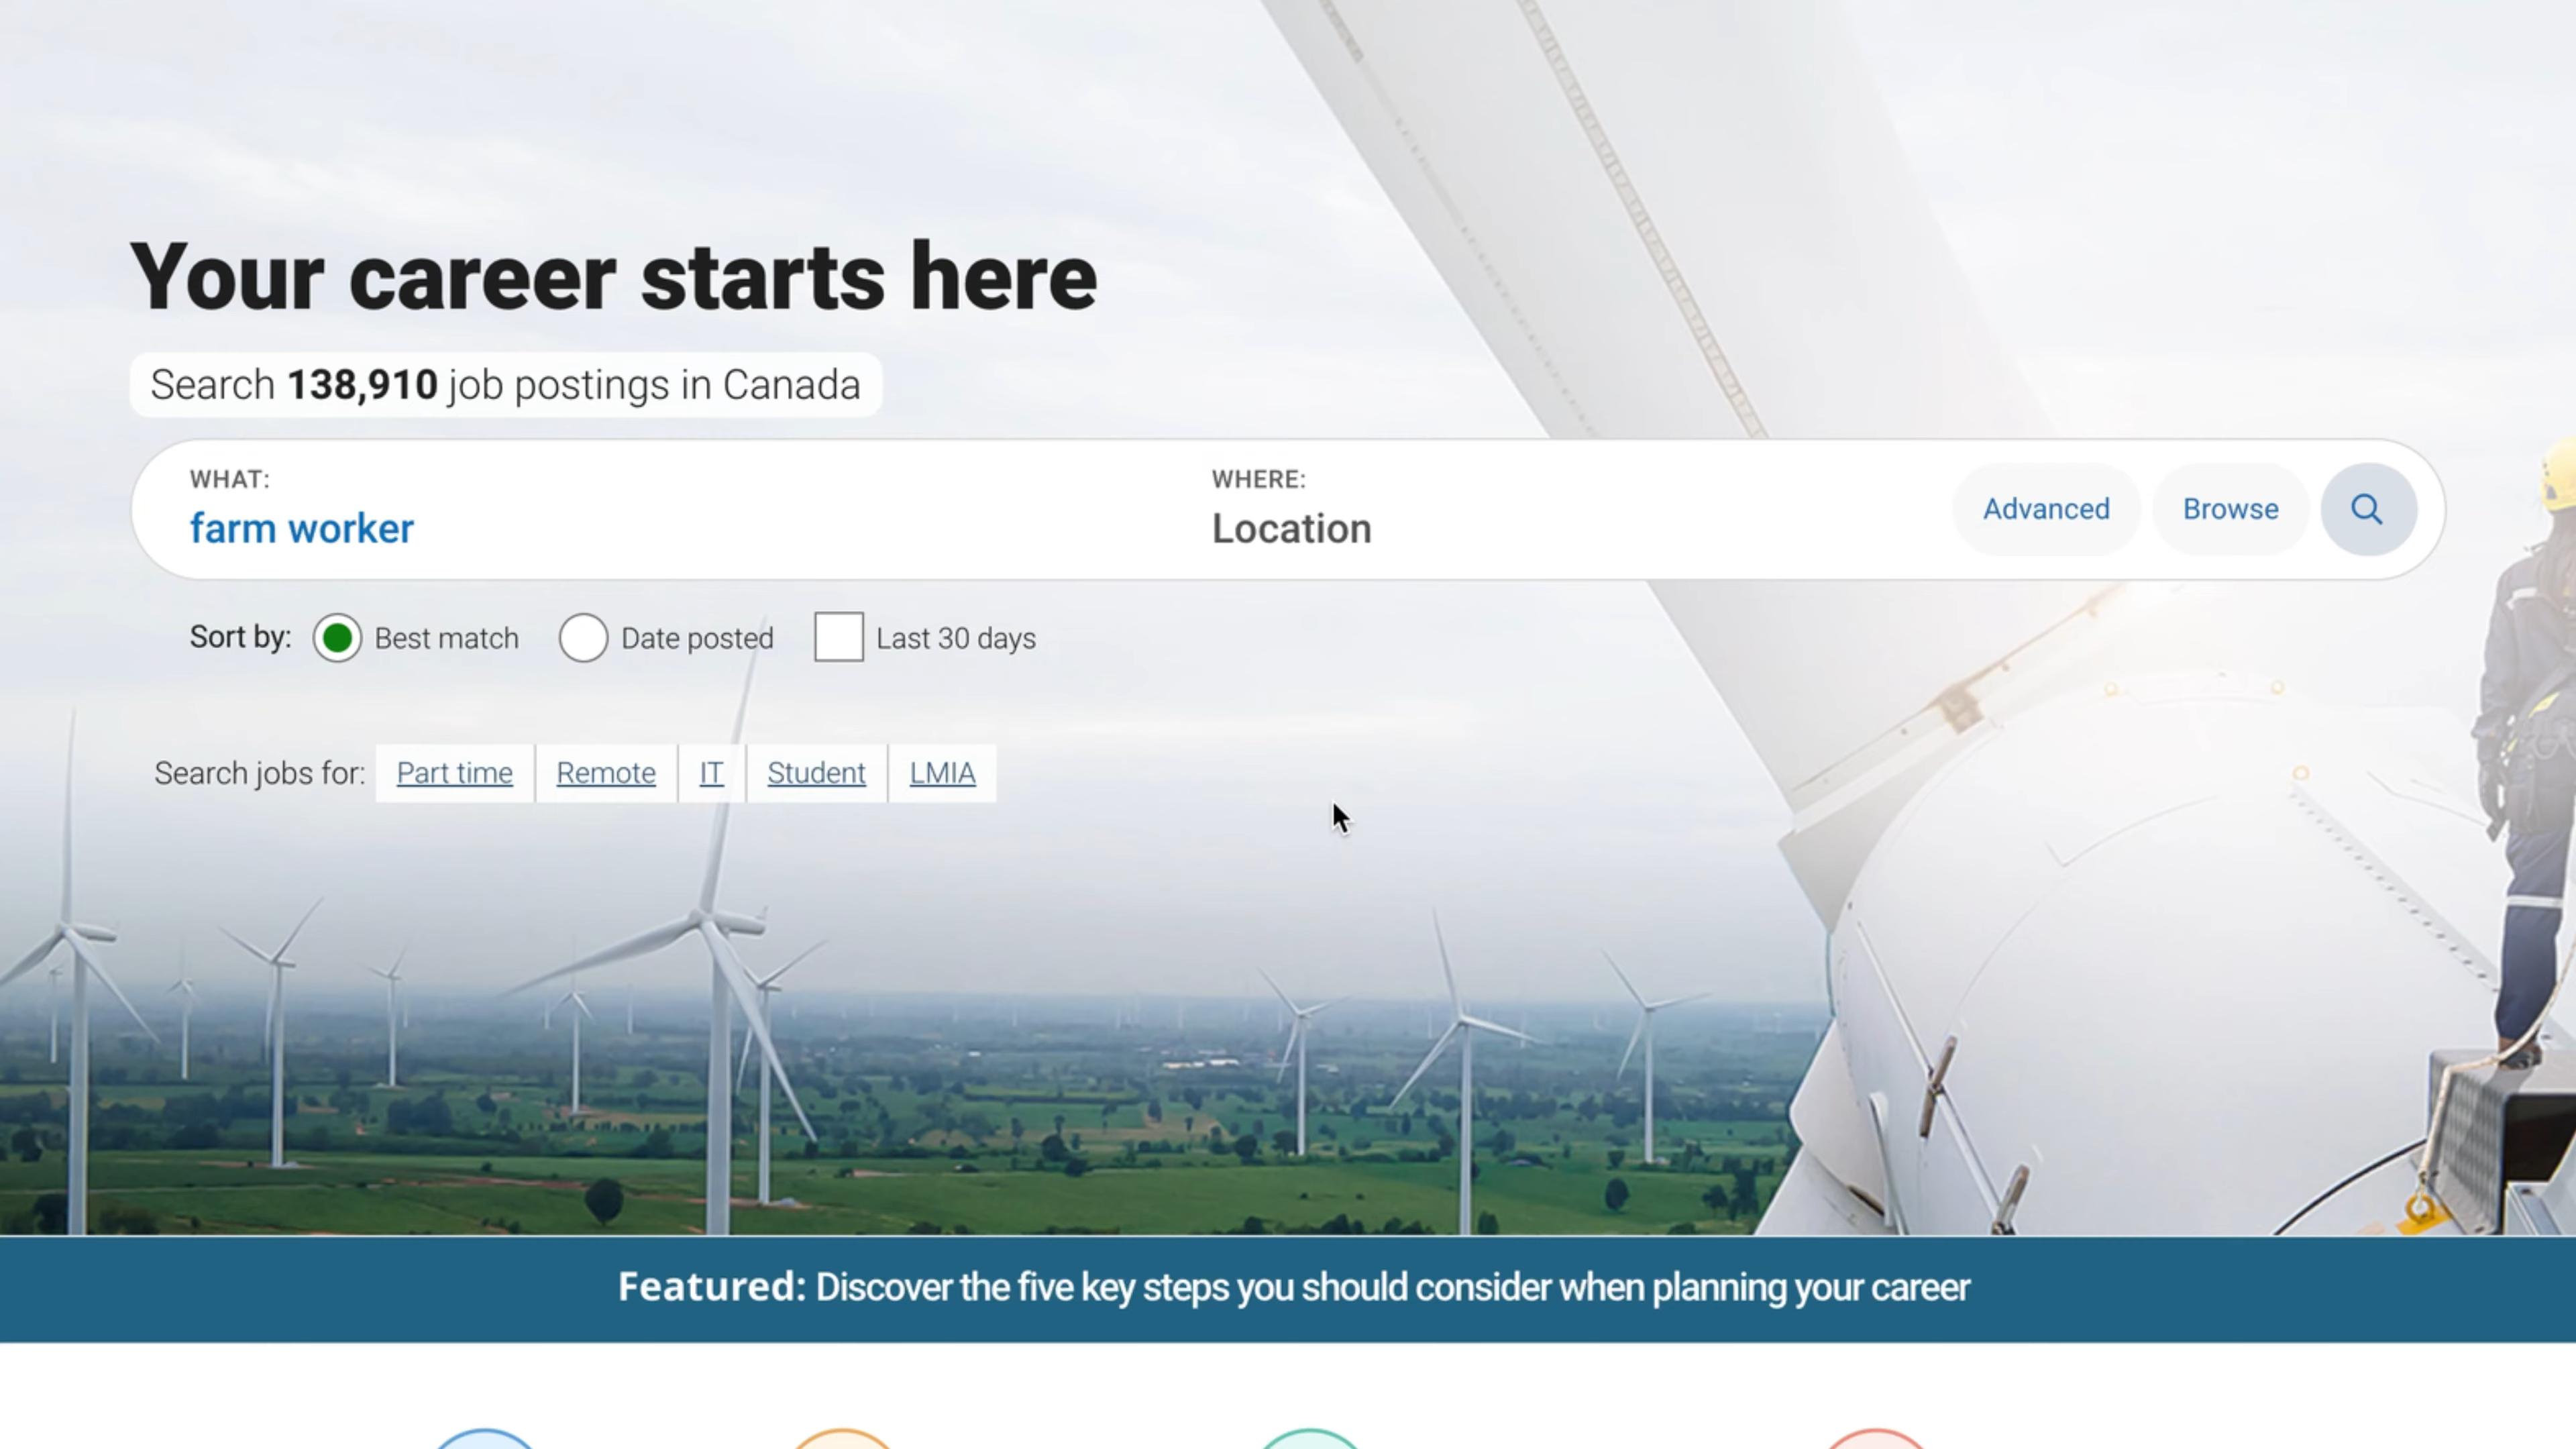 Your career starts here
Search 138,910 job postings in Canada
WHAT:
farm worker
WHERE:
Location
Advanced
Browse
Sort by:
Best match
Date posted
Last 30 days
Search jobs for:
Part time
Remote
IT
Student
LMIA
Featured: Discover the five key steps you should consider when planning your career